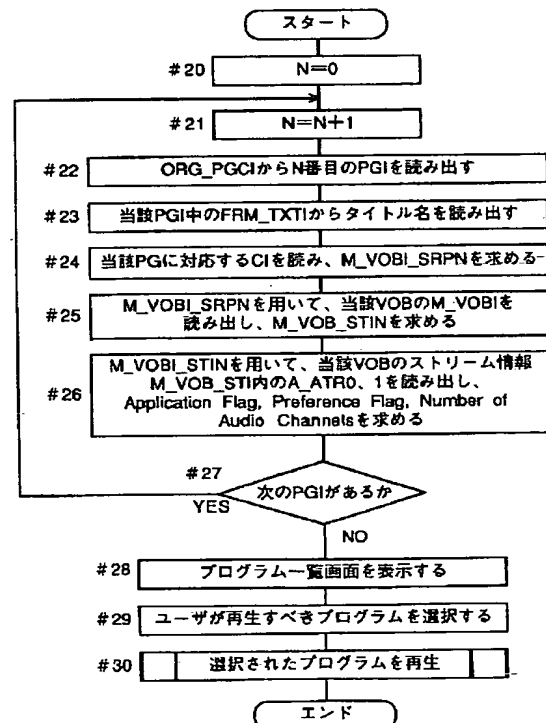 スタート
#20
N=0
#21
N=N+1
#22
ORG_PGCIからN番目のPGIを読み出す
#23
当該PGI中のFRM_TXTIからタイトル名を読み出す
#24
当該PGに対応するCIを読み、M_VOBI_SRPNを求める
#25
M_VOBI_SRPNを用いて、当該VOBのM_VOBIを
読み出し、M_VOB_STINを求める
#26
M_VOBI_STINを用いて、当該VOBのストリーム情報
M_VOB_STI内のA_ATR0、1を読み出し、
Application Flag, Preference Flag, Number of
Audio Channelsを求める
#27
次のPGIがあるか
YES
NO
#28
プログラム一覧画面を表示する
#29
ユーザが再生すべきプログラムを選択する
#30
選択されたプログラムを再生
エンド